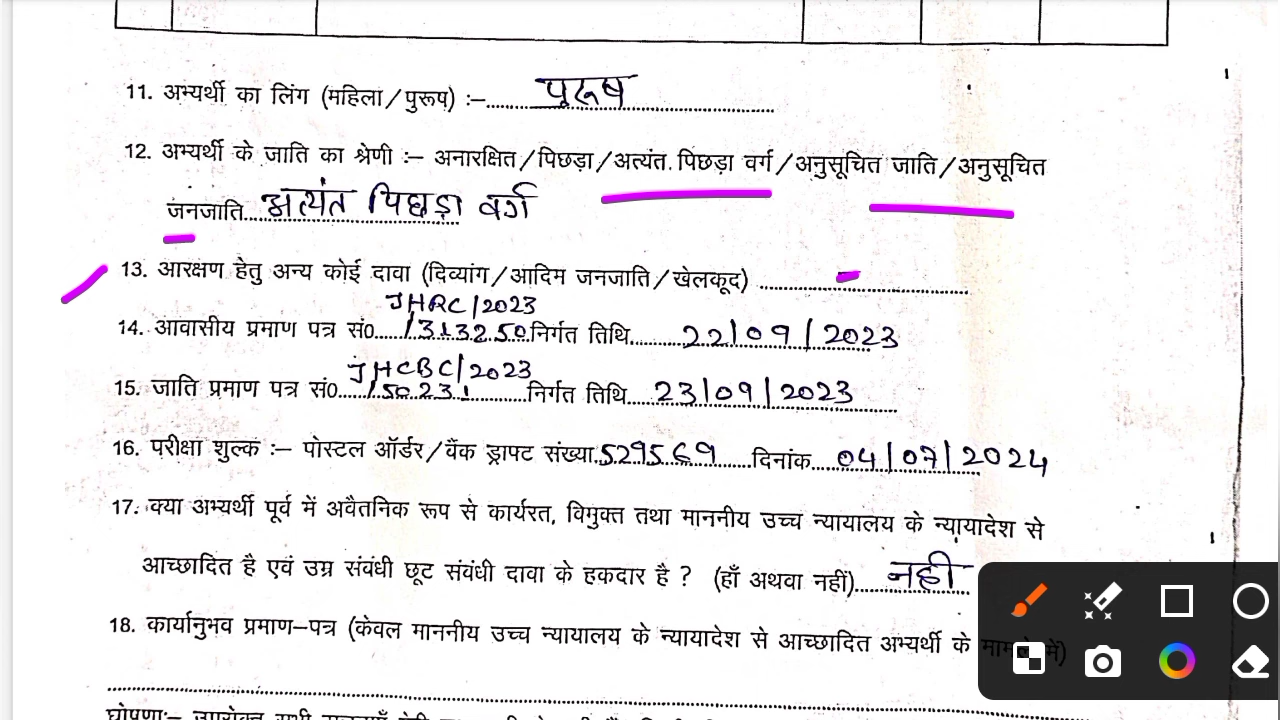 11. अभ्यर्थी का लिंग (महिला/पुरूष) :–.......पुरूष.......
12. अभ्यर्थी के जाति का श्रेणी :– अनारक्षित/पिछड़ा/अत्यंत पिछड़ा वर्ग/अनुसूचित जाति/अनुसूचित
जनजाति...अत्यंत पिछड़ा वर्ग
13. आरक्षण हेतु अन्य कोई दावा (दिव्यांग/आदिम जनजाति/खेलकूद) .......
JHRC/2023
14. आवासीय प्रमाण पत्र सं0..../313250.निर्गत तिथि......22/09/2023
JHCBC/2023
15. जाति प्रमाण पत्र सं0..../50231.......निर्गत तिथि...23/09/2023
16. परीक्षा शुल्क :– पोस्टल ऑर्डर/बैंक ड्राफ्ट संख्या.529569....दिनांक...04/07/2024
17. क्या अभ्यर्थी पूर्व में अवैतनिक रूप से कार्यरत, विमुक्त तथा माननीय उच्च न्यायालय के न्यायादेश से
आच्छादित है एवं उम्र संबंधी छूट संबंधी दावा के हकदार है ? (हाँ अथवा नहीं)....नही
18. कार्यानुभव प्रमाण–पत्र (केवल माननीय उच्च न्यायालय के न्यायादेश से आच्छादित अभ्यर्थी के मामले में)
घोषणा:–